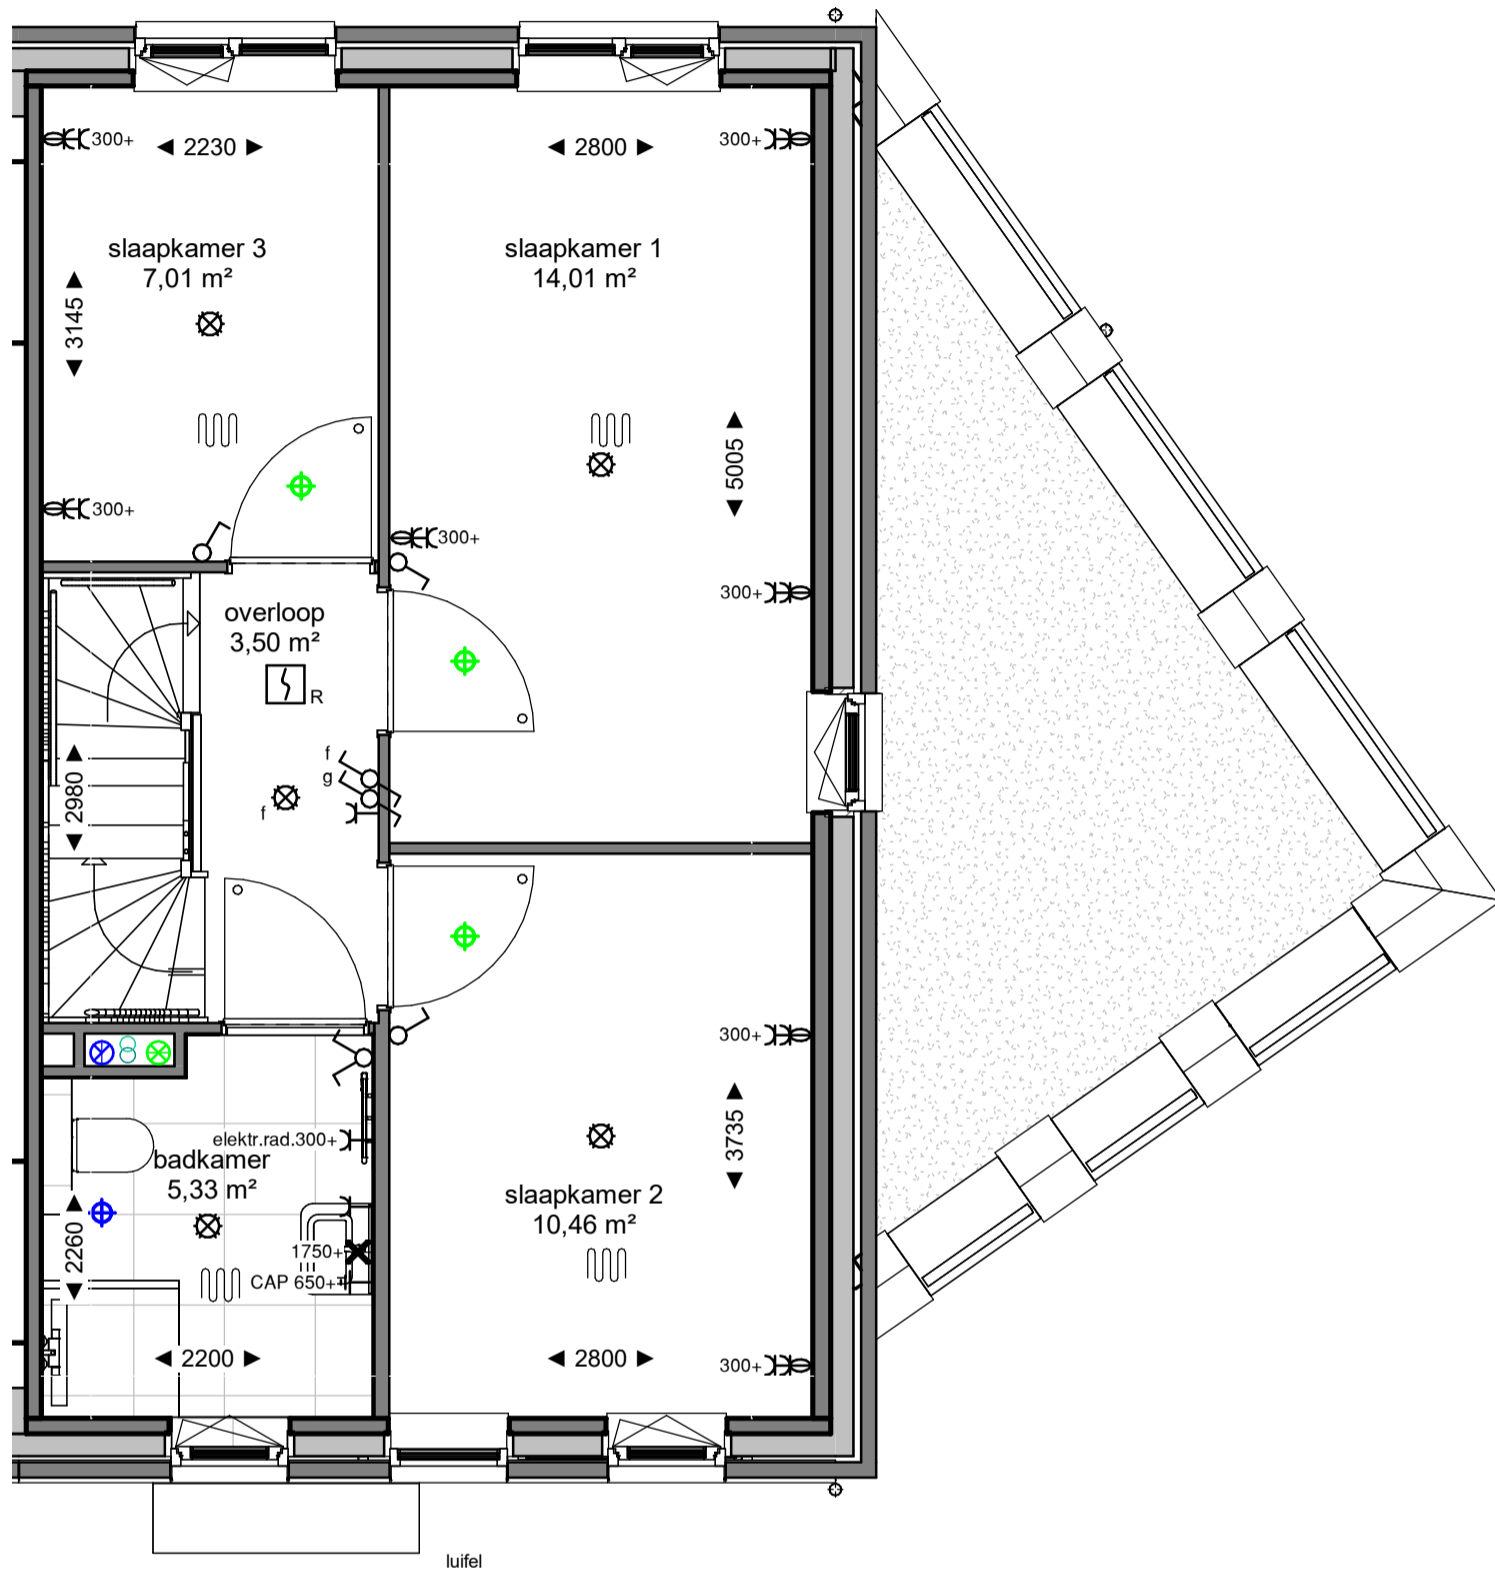 300+
2230
2800
300+
slaapkamer 3
7,01 m²
slaapkamer 1
14,01 m²
3145
5005
300+
300+
300+
overloop
3,50 m²
R
f
g
f
2980
300+
elektr.rad.300+
badkamer
5,33 m²
3735
slaapkamer 2
10,46 m²
2260
1750+
CAP 650+
2200
2800
300+
luifel